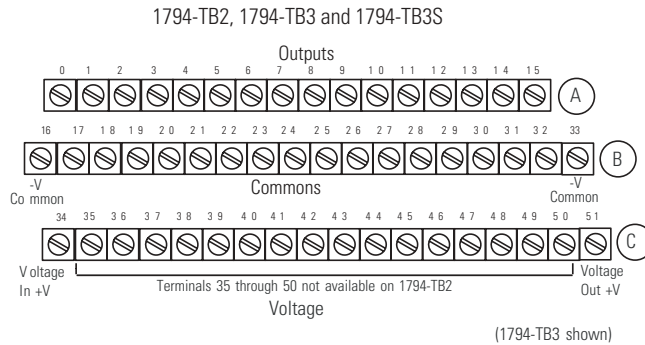 1794-TB2, 1794-TB3 and 1794-TB3S
Outputs
0 1 2 3 4 5 6 7 8 9 10 11 12 13 14 15
A
16 17 18 19 20 21 22 23 24 25 26 27 28 29 30 31 32 33
B
-V Common
Commons
-V Common
34 35 36 37 38 39 40 41 42 43 44 45 46 47 48 49 50 51
C
Voltage In +V
Terminals 35 through 50 not available on 1794-TB2
Voltage Out +V
Voltage
(1794-TB3 shown)